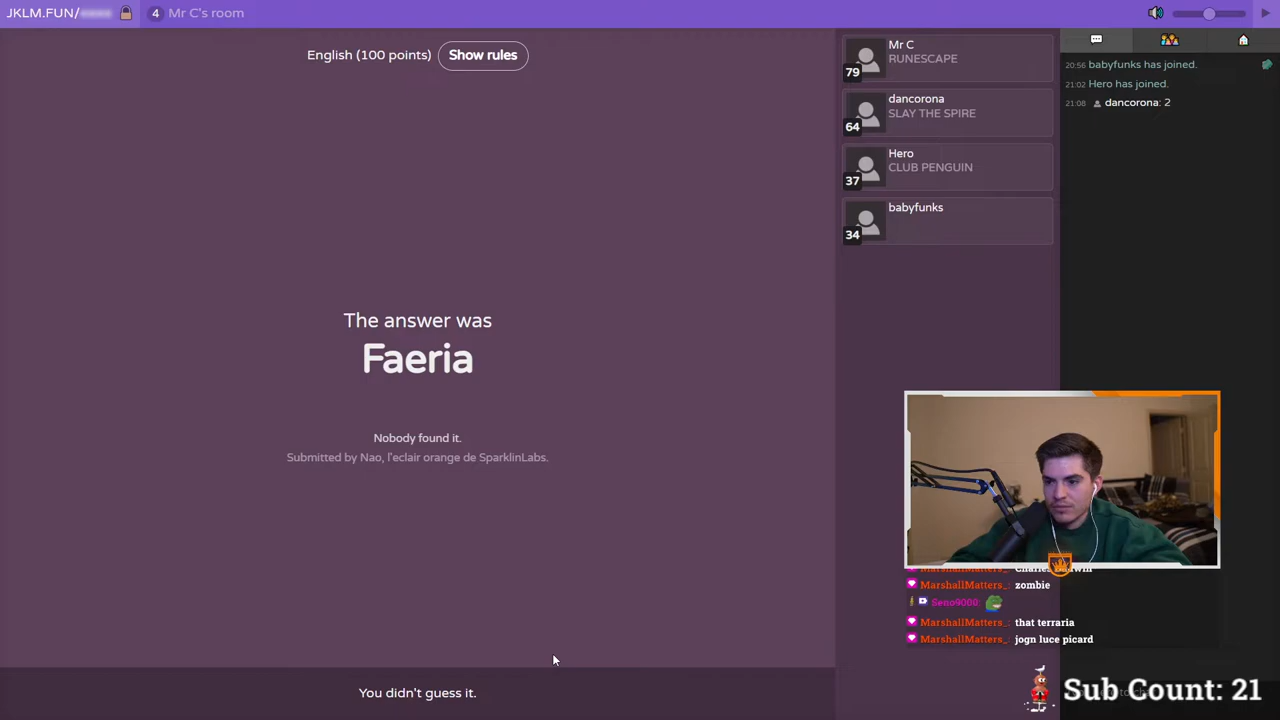 JKLM.FUN/
4 Mr C's room
English (100 points) Show rules
The answer was
Faeria
Nobody found it.
Submitted by Nao, l'eclair orange de SparklinLabs.
You didn't guess it.
Mr C
RUNESCAPE
79
dancorona
SLAY THE SPIRE
64
Hero
CLUB PENGUIN
37
babyfunks
34
20:56 babyfunks has joined.
21:02 Hero has joined.
21:08 dancorona: 2
MarshallMatters_: Charles
MarshallMatters_: zombie
Seno9000:
MarshallMatters_: that terraria
MarshallMatters_: jogn luce picard
Sub Count: 21